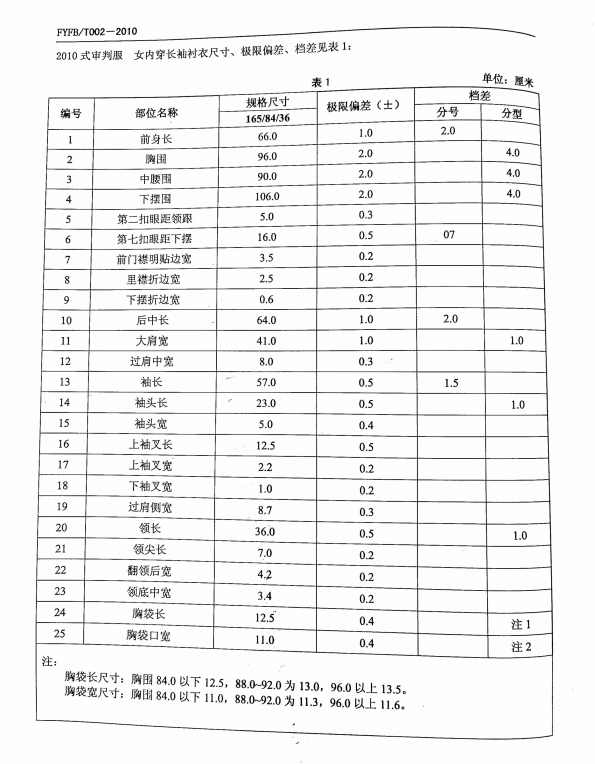 FYFB/T002—2010
2010 式审判服 女内穿长袖衬衣尺寸、极限偏差、档差见表 1:
表 1 单位: 厘米
编号 部位名称 规格尺寸 极限偏差(±) 档差
165/84/36 分号 分型
1 前身长 66.0 1.0 2.0
2 胸围 96.0 2.0 4.0
3 中腰围 90.0 2.0 4.0
4 下摆围 106.0 2.0 4.0
5 第二扣眼距领跟 5.0 0.3
6 第七扣眼距下摆 16.0 0.5 07
7 前门襟明贴边宽 3.5 0.2
8 里襟折边宽 2.5 0.2
9 下摆折边宽 0.6 0.2
10 后中长 64.0 1.0 2.0
11 大肩宽 41.0 1.0 1.0
12 过肩中宽 8.0 0.3
13 袖长 57.0 0.5 1.5
14 袖头长 23.0 0.5 1.0
15 袖头宽 5.0 0.4
16 上袖叉长 12.5 0.5
17 上袖叉宽 2.2 0.2
18 下袖叉宽 1.0 0.2
19 过肩侧宽 8.7 0.3
20 领长 36.0 0.5 1.0
21 领尖长 7.0 0.2
22 翻领后宽 4.2 0.2
23 领底中宽 3.4 0.2
24 胸袋长 12.5 0.4 注 1
25 胸袋口宽 11.0 0.4 注 2
注:
胸袋长尺寸: 胸围 84.0 以下 12.5, 88.0~92.0 为 13.0, 96.0 以上 13.5。
胸袋宽尺寸: 胸围 84.0 以下 11.0, 88.0~92.0 为 11.3, 96.0 以上 11.6。